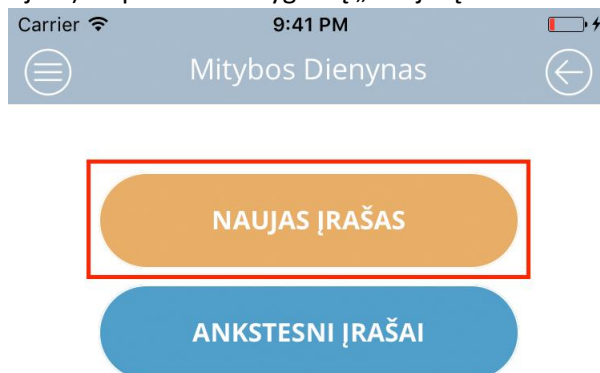 Carrier 9:41 PM
Mitybos Dienynas
NAUJAS ĮRAŠAS
ANKSTESNI ĮRAŠAI